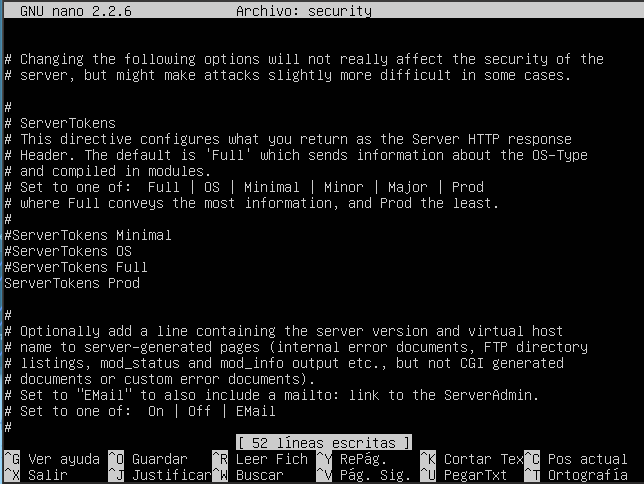 GNU nano 2.2.6 Archivo: security
# Changing the following options will not really affect the security of the
# server, but might make attacks slightly more difficult in some cases.
#
# ServerTokens
# This directive configures what you return as the Server HTTP response
# Header. The default is 'Full' which sends information about the OS-Type
# and compiled in modules.
# Set to one of:  Full | OS | Minimal | Minor | Major | Prod
# where Full conveys the most information, and Prod the least.
#
#ServerTokens Minimal
#ServerTokens OS
#ServerTokens Full
ServerTokens Prod
#
# Optionally add a line containing the server version and virtual host
# name to server-generated pages (internal error documents, FTP directory
# listings, mod_status and mod_info output etc., but not CGI generated
# documents or custom error documents).
# Set to "EMail" to also include a mailto: link to the ServerAdmin.
# Set to one of:  On | Off | EMail
#
[ 52 líneas escritas ]
^G Ver ayuda ^O Guardar ^R Leer Fich ^Y RePág. ^K Cortar Tex ^C Pos actual
^X Salir ^J Justificar ^W Buscar ^V Pág. Sig. ^U PegarTxt ^T Ortografía